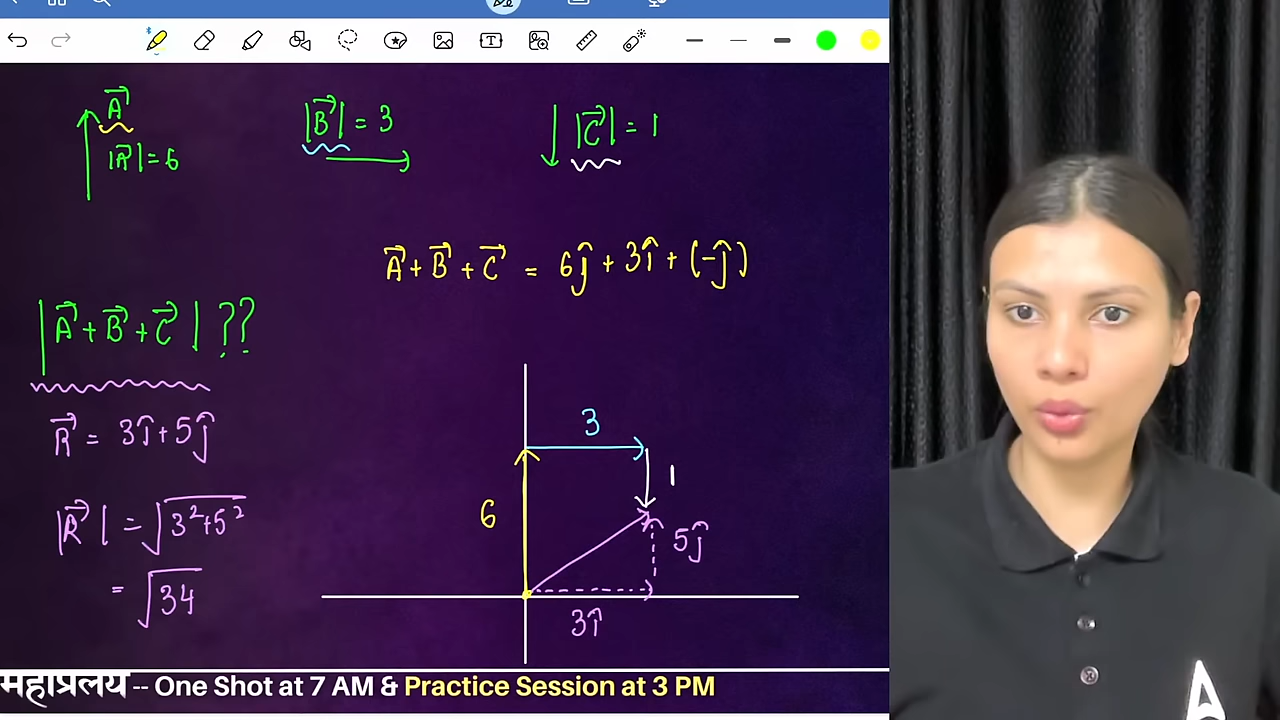 A⃗
|A⃗| = 6
|B⃗| = 3
|C⃗| = 1
A⃗ + B⃗ + C⃗ = 6ĵ + 3î + (-ĵ)
|A⃗ + B⃗ + C⃗| ??
R⃗ = 3î + 5ĵ
|R⃗| = √3²+5²
= √34
3
1
6
5ĵ
3î
महाप्रलय -- One Shot at 7 AM & Practice Session at 3 PM